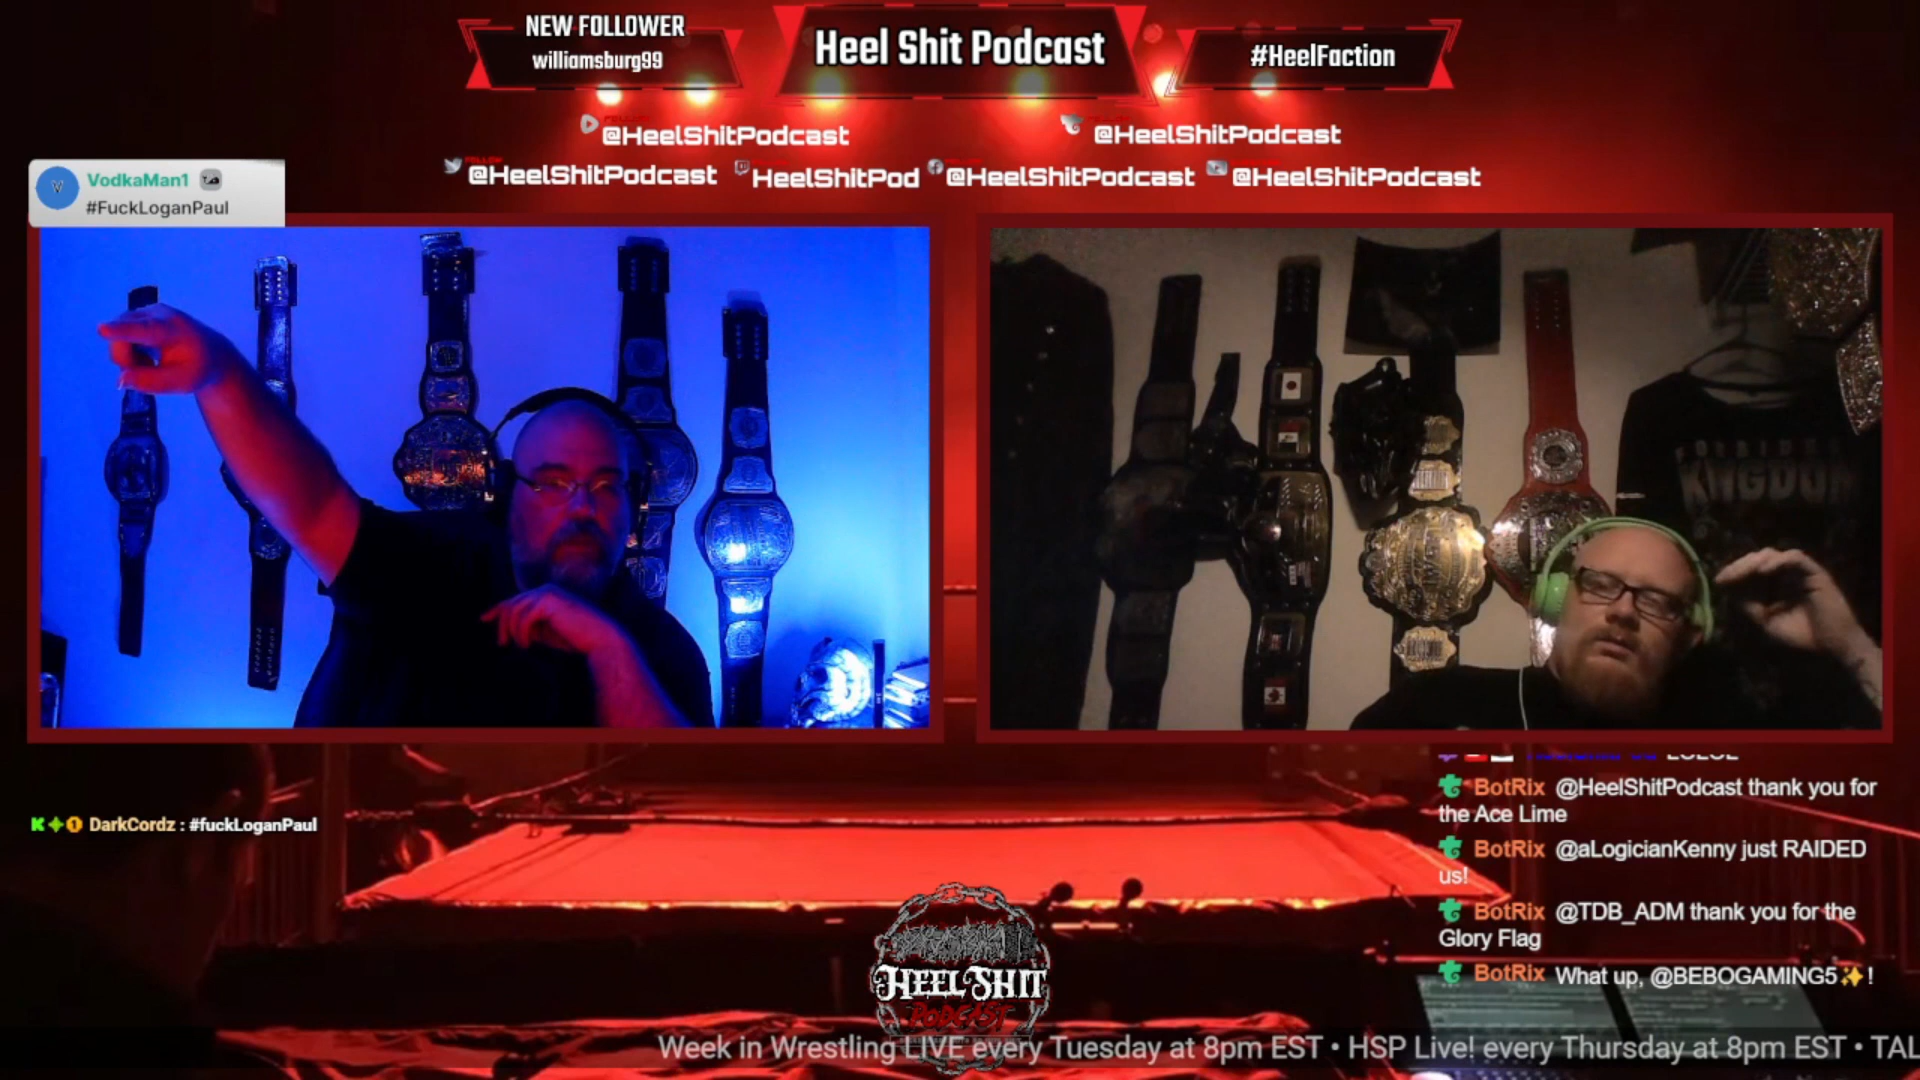 NEW FOLLOWER
williamsburg99
Heel Shit Podcast
#HeelFaction
@HeelShitPodcast
@HeelShitPodcast
FOLLOW
@HeelShitPodcast
HeelShitPod
@HeelShitPodcast
@HeelShitPodcast
V
VodkaMan1
#FuckLoganPaul
KINGDOM
DarkCordz : #fuckLoganPaul
BotRix @HeelShitPodcast thank you for
the Ace Lime
BotRix @aLogicianKenny just RAIDED
us!
BotRix @TDB_ADM thank you for the
Glory Flag
BotRix What up, @BEBOGAMING5✨!
HEEL SHIT
PODCAST
Week in Wrestling LIVE every Tuesday at 8pm EST • HSP Live! every Thursday at 8pm EST • TAL